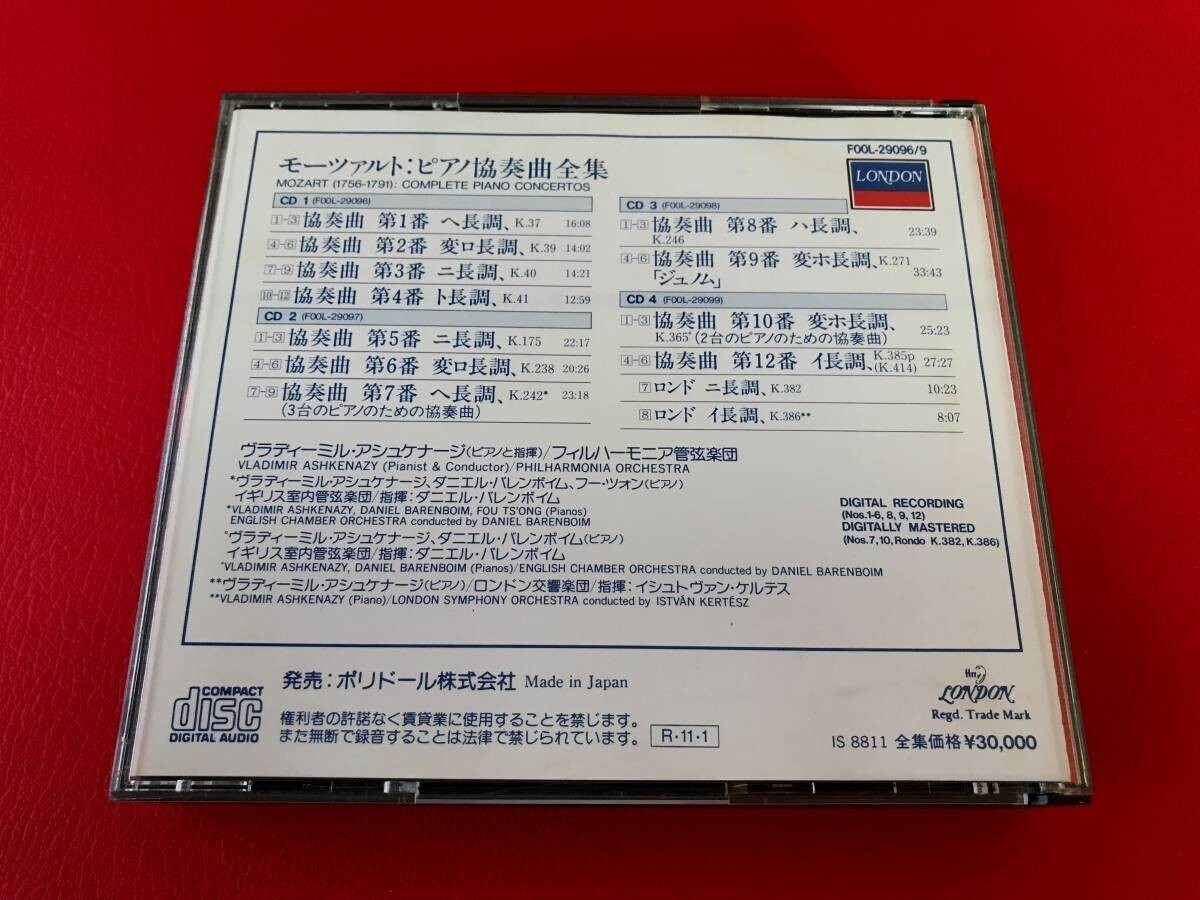 FOOL-29096/9
モーツァルト:ピアノ協奏曲全集
MOZART (1756-1791): COMPLETE PIANO CONCERTOS
LONDON
CD 1 (FOOL-29096)
1-3 協奏曲 第1番 ヘ長調、K.37 16:08
4-6 協奏曲 第2番 変ロ長調、K.39 14:02
7-9 協奏曲 第3番 ニ長調、K.40 14:21
10-12 協奏曲 第4番 ト長調、K.41 12:59
CD 2 (FOOL-29097)
1-3 協奏曲 第5番 ニ長調、K.175 22:17
4-6 協奏曲 第6番 変ロ長調、K.238 20:26
7-9 協奏曲 第7番 ヘ長調、K.242* 23:18
(3台のピアノのための協奏曲)
CD 3 (FOOL-29098)
1-3 協奏曲 第8番 ハ長調、
K.246 23:39
4-6 協奏曲 第9番 変ホ長調、K.271
「ジュノム」 33:43
CD 4 (FOOL-29099)
1-3 協奏曲 第10番 変ホ長調、
K.365゜(2台のピアノのための協奏曲) 25:23
4-6 協奏曲 第12番 イ長調、K.385p (K.414) 27:27
7 ロンド ニ長調、K.382 10:23
8 ロンド イ長調、K.386** 8:07
ヴラディーミル・アシュケナージ(ピアノと指揮)/フィルハーモニア管弦楽団
VLADIMIR ASHKENAZY (Pianist & Conductor)/PHILHARMONIA ORCHESTRA
*ヴラディーミル・アシュケナージ、ダニエル・バレンボイム、フー・ツォン(ピアノ)
イギリス室内管弦楽団/指揮:ダニエル・バレンボイム
*VLADIMIR ASHKENAZY, DANIEL BARENBOIM, FOU TS'ONG (Pianos)
ENGLISH CHAMBER ORCHESTRA conducted by DANIEL BARENBOIM
゜ヴラディーミル・アシュケナージ、ダニエル・バレンボイム(ピアノ)
イギリス室内管弦楽団/指揮:ダニエル・バレンボイム
゜VLADIMIR ASHKENAZY, DANIEL BARENBOIM (Pianos)/ENGLISH CHAMBER ORCHESTRA conducted by DANIEL BARENBOIM
**ヴラディーミル・アシュケナージ(ピアノ)/ロンドン交響楽団/指揮:イシュトヴァン・ケルテス
**VLADIMIR ASHKENAZY (Piano)/LONDON SYMPHONY ORCHESTRA conducted by ISTVÁN KERTÉSZ
DIGITAL RECORDING
(Nos.1-6, 8, 9, 12)
DIGITALLY MASTERED
(Nos.7,10, Rondo K.382, K.386)
COMPACT
disc
DIGITAL AUDIO
発売:ポリドール株式会社 Made in Japan
権利者の許諾なく賃貸業に使用することを禁じます。
また無断で録音することは法律で禁じられています。
R・11・1
LONDON
Regd. Trade Mark
IS 8811 全集価格¥30,000